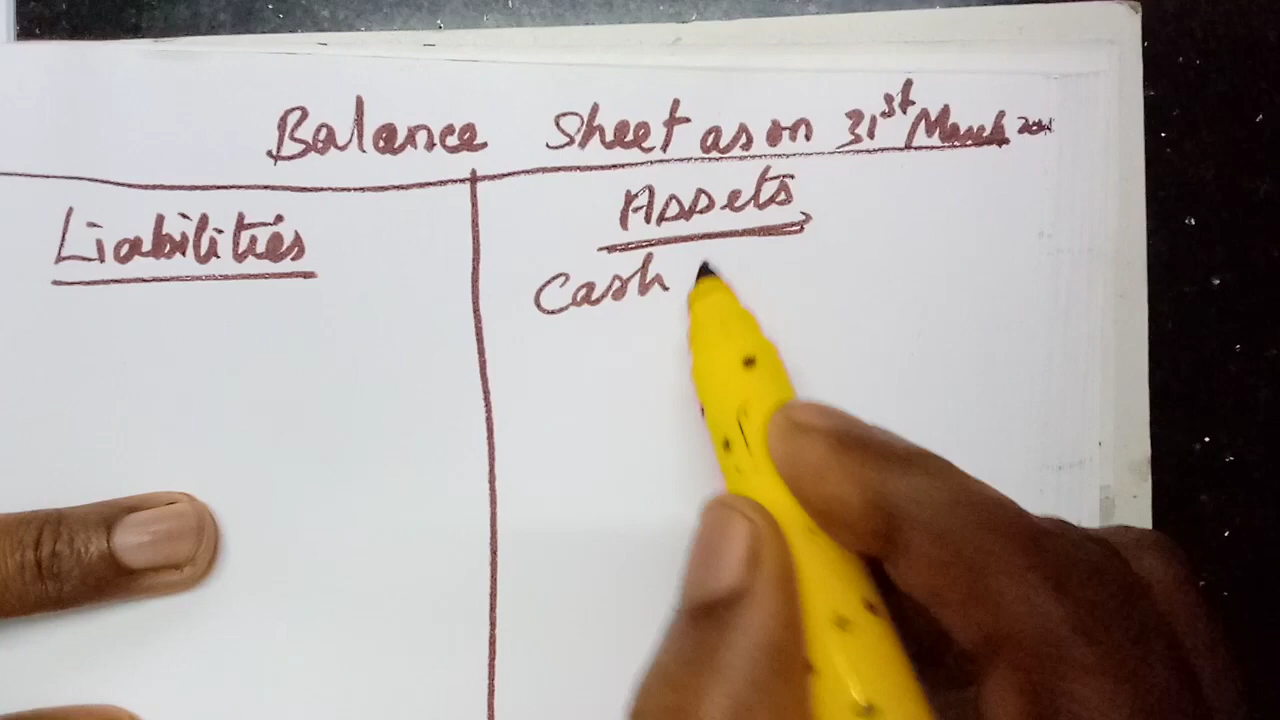 Balance Sheet as on 31st March
Liabilities
Assets
Cash